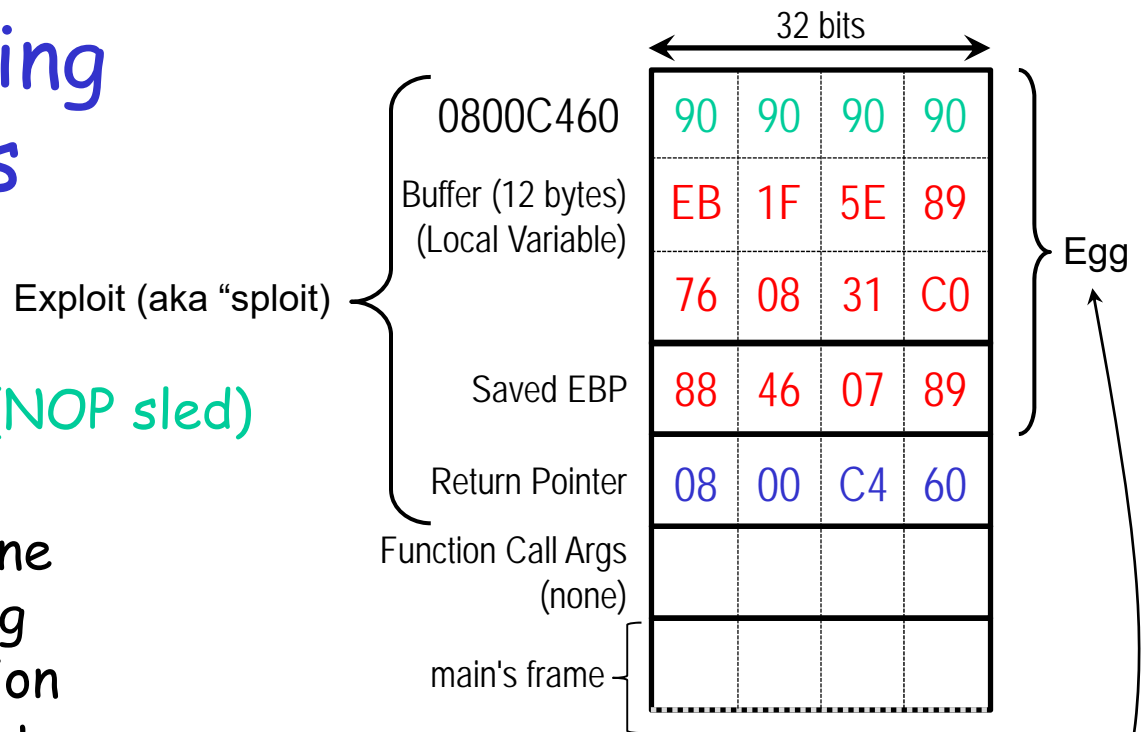 ing
s
(NOP sled)
ne
g
ion
32 bits
0800C460
90 90 90 90
Buffer (12 bytes)
(Local Variable)
EB 1F 5E 89
76 08 31 C0
Exploit (aka “sploit)
Egg
Saved EBP
88 46 07 89
Return Pointer
08 00 C4 60
Function Call Args
(none)
main's frame